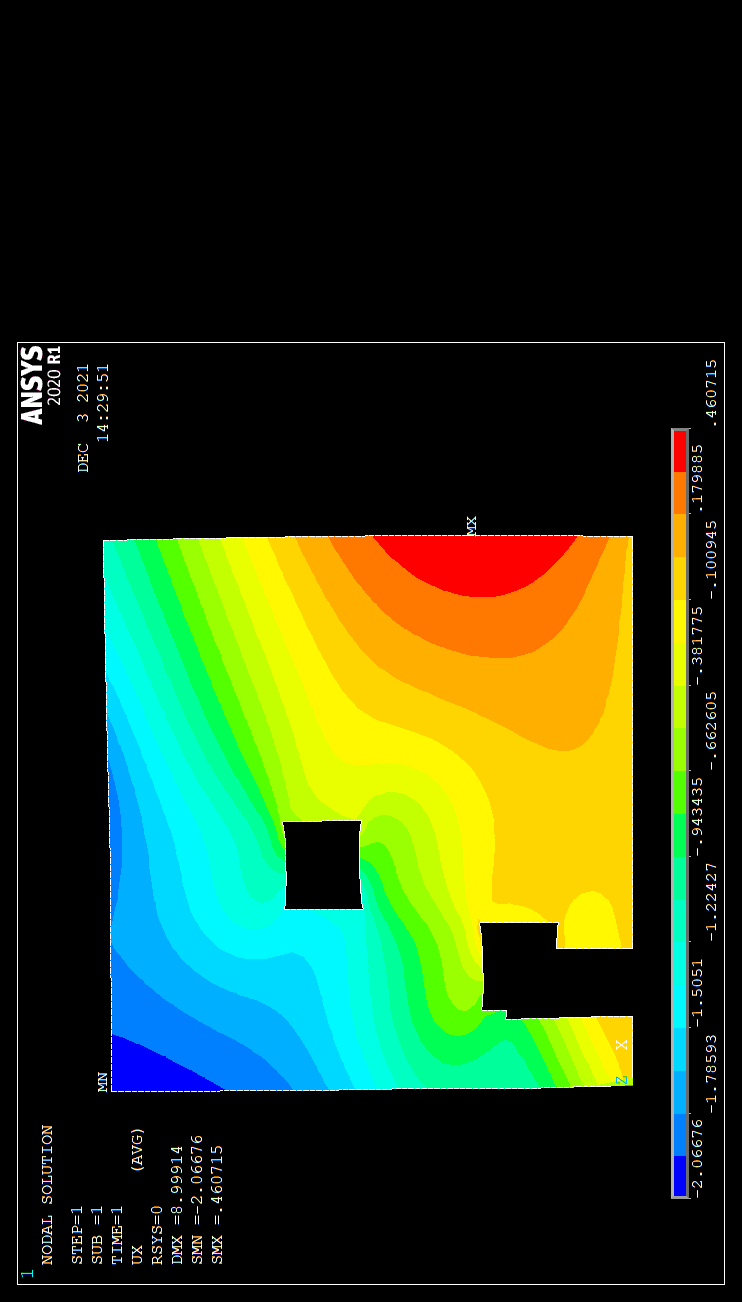 1
NODAL SOLUTION
STEP=1
SUB =1
TIME=1
UX       (AVG)
RSYS=0
DMX =8.99914
SMN =-2.06676
SMX =.460715
ANSYS
2020 R1
DEC  3 2021
14:29:51
MN
MX
Z
X
-2.06676
-1.78593
-1.5051
-1.22427
-.943435
-.662605
-.381775
-.100945
.179885
.460715